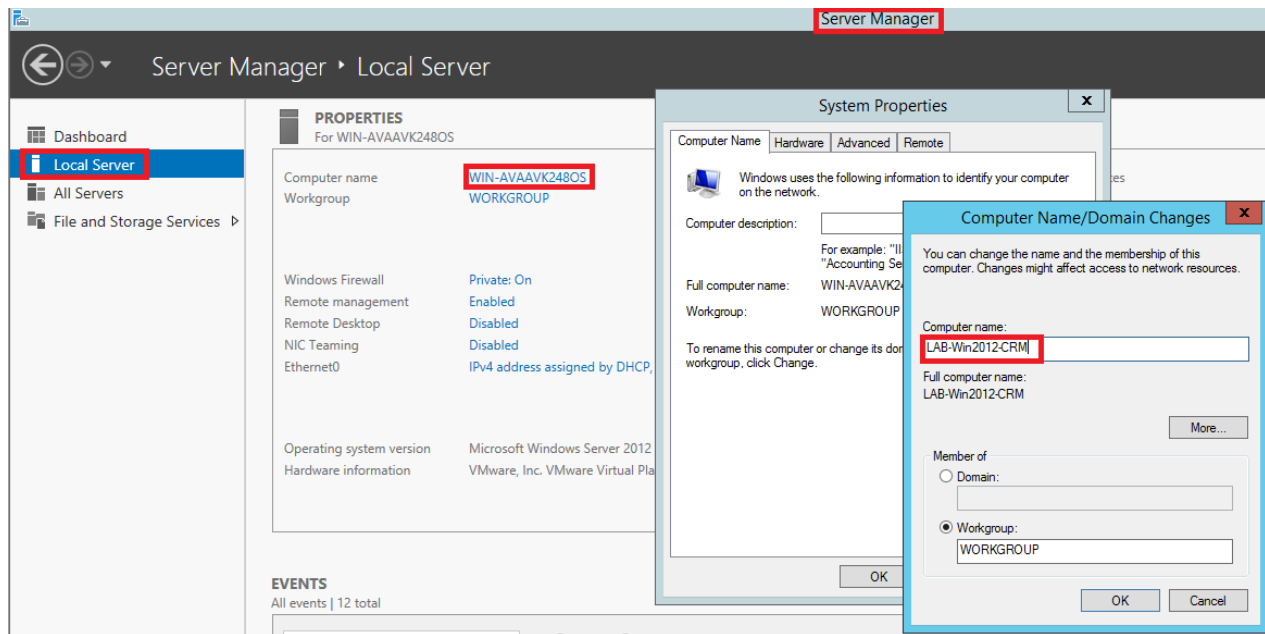 Server Manager
Server Manager • Local Server
Dashboard
Local Server
All Servers
File and Storage Services
PROPERTIES
For WIN-AVAAVK248OS
Computer name WIN-AVAAVK248OS
Workgroup WORKGROUP
Windows Firewall Private: On
Remote management Enabled
Remote Desktop Disabled
NIC Teaming Disabled
Ethernet0 IPv4 address assigned by DHCP,
Operating system version Microsoft Windows Server 2012
Hardware information VMware, Inc. VMware Virtual Pla
EVENTS
All events | 12 total
System Properties
x
Computer Name Hardware Advanced Remote
Windows uses the following information to identify your computer
on the network.
Computer description:
For example: "II
"Accounting Se
Full computer name: WIN-AVAAVK24
Workgroup: WORKGROUP
To rename this computer or change its dor
workgroup, click Change.
OK
Computer Name/Domain Changes
x
You can change the name and the membership of this
computer. Changes might affect access to network resources.
Computer name:
LAB-Win2012-CRM
Full computer name:
LAB-Win2012-CRM
More...
Member of
Domain:
Workgroup:
WORKGROUP
OK Cancel